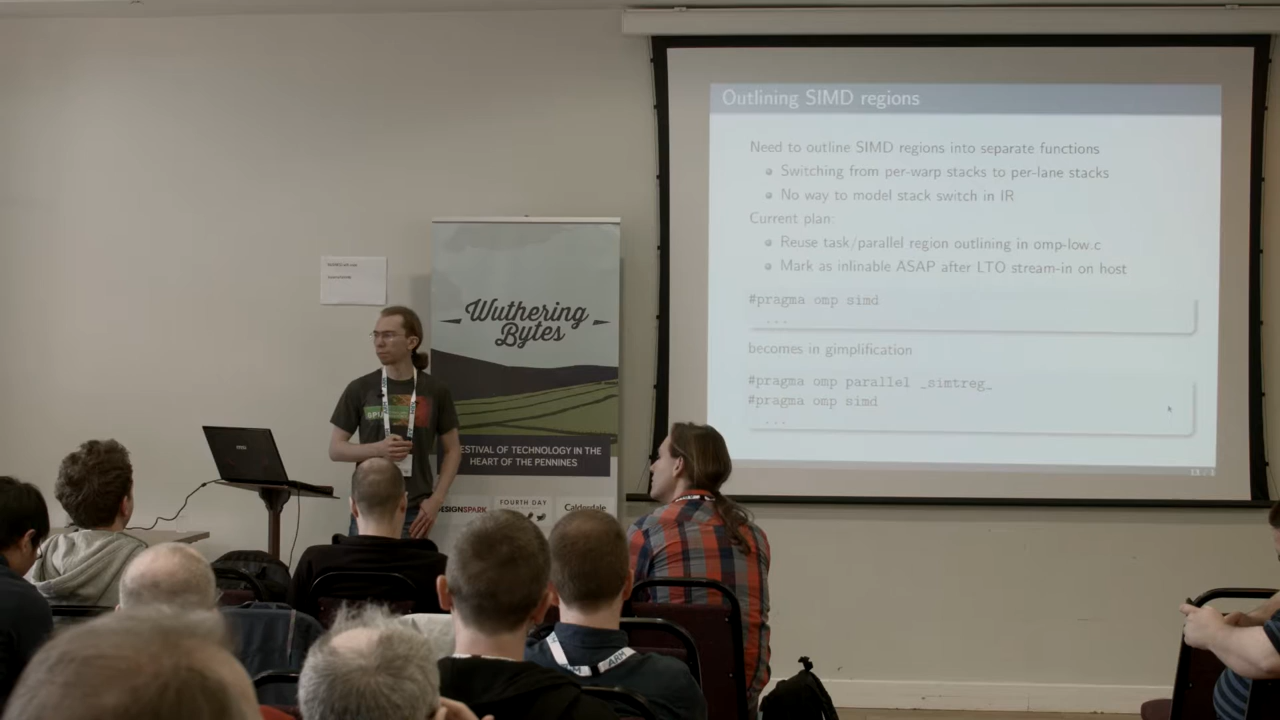 Outlining SIMD regions
Need to outline SIMD regions into separate functions
Switching from per-warp stacks to per-lane stacks
No way to model stack switch in IR
Current plan:
Reuse task/parallel region outlining in omp-low.c
Mark as inlinable ASAP after LTO stream-in on host
#pragma omp simd
...
becomes in gimplification
#pragma omp parallel _simtreg_
#pragma omp simd
...
Wuthering
Bytes
ESTIVAL OF TECHNOLOGY IN THE
HEART OF THE PENNINES
DESIGNSPARK
FOURTH DAY
Calderdale
ARM